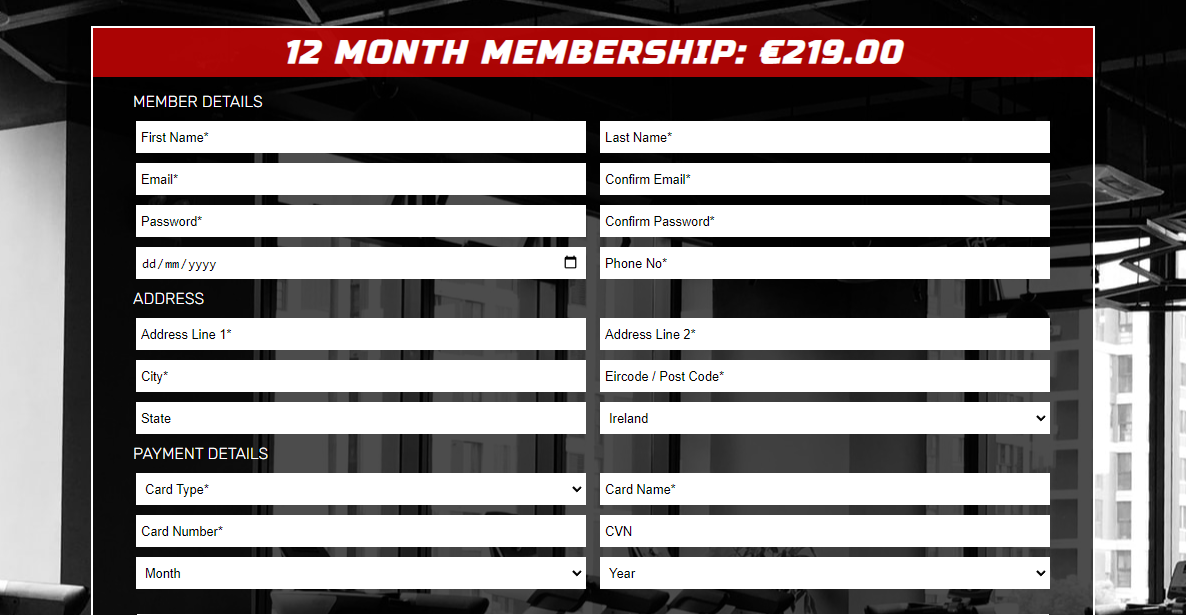 12 MONTH MEMBERSHIP: €219.00
MEMBER DETAILS
First Name*
Last Name*
Email*
Confirm Email*
Password*
Confirm Password*
dd/mm/yyyy
Phone No*
ADDRESS
Address Line 1*
Address Line 2*
City*
Eircode / Post Code*
State
Ireland
PAYMENT DETAILS
Card Type*
Card Name*
Card Number*
CVN
Month
Year